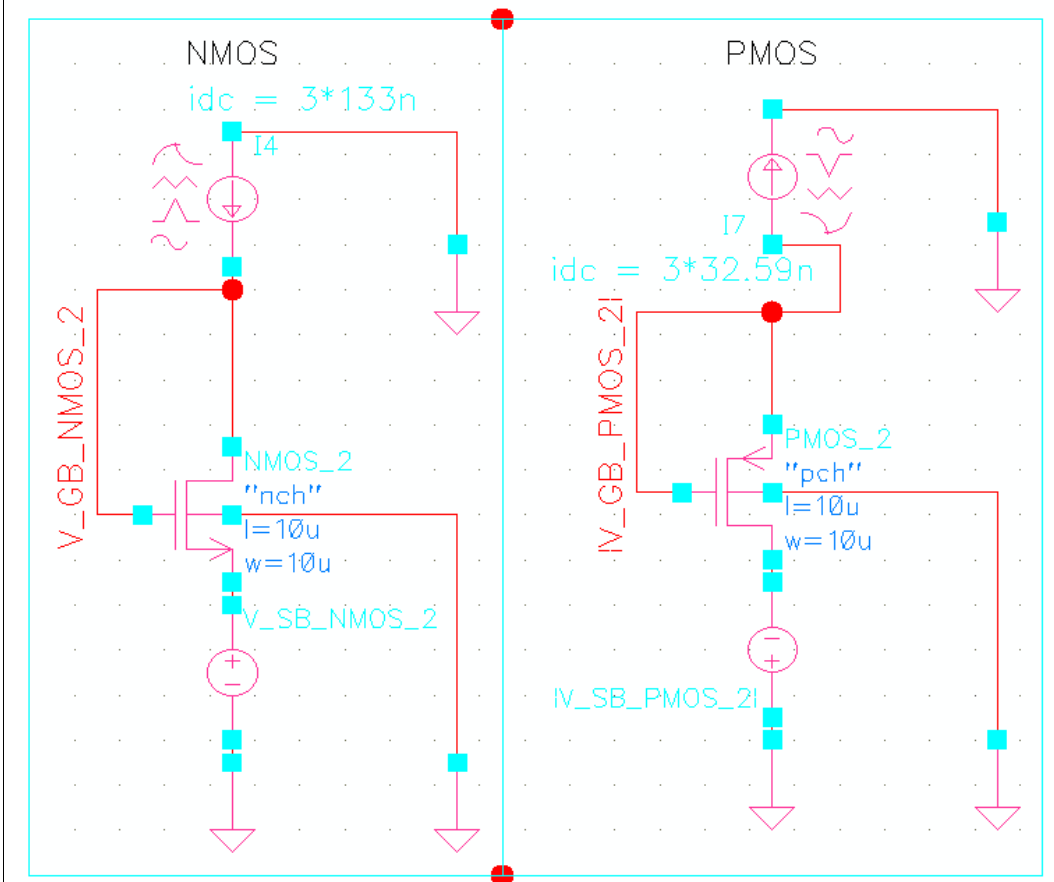 NMOS
idc = 3*133n
I4
V_GB_NMOS_2
NMOS_2
"nch"
l=10u
w=10u
V_SB_NMOS_2
+
−
PMOS
I7
idc = 3*32.59n
|V_GB_PMOS_2|
PMOS_2
"pch"
l=10u
w=10u
−
+
|V_SB_PMOS_2|